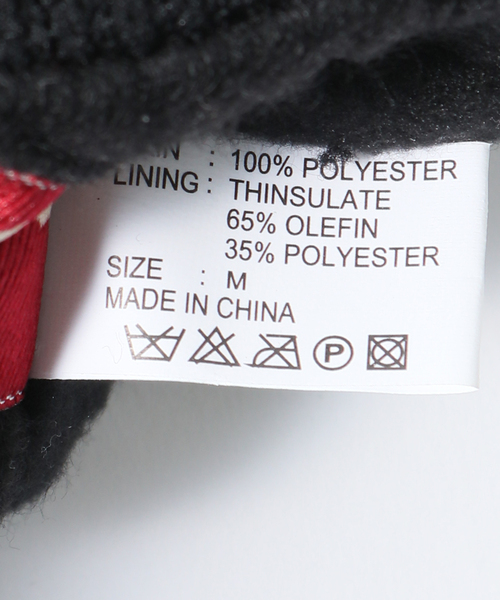 : 100% POLYESTER
LINING : THINSULATE
65% OLEFIN
35% POLYESTER
SIZE : M
MADE IN CHINA
P